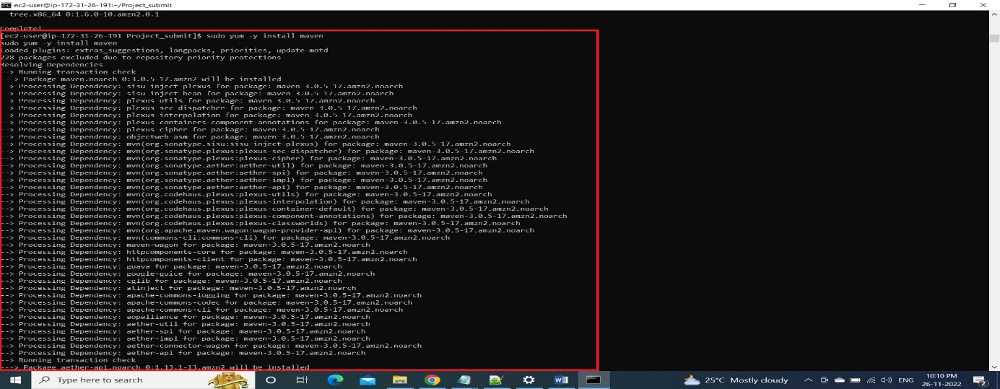 ec2-user@ip-172-31-26-191:~/Project_submit
tree.x86_64 0:1.6.0-10.amzn2.0.1
Complete!
[ec2-user@ip-172-31-26-191 Project_submit]$ sudo yum -y install maven
sudo yum -y install maven
Loaded plugins: extras_suggestions, langpacks, priorities, update-motd
228 packages excluded due to repository priority protections
Resolving Dependencies
--> Running transaction check
---> Package maven.noarch 0:3.0.5-17.amzn2 will be installed
--> Processing Dependency: sisu-inject-plexus for package: maven-3.0.5-17.amzn2.noarch
--> Processing Dependency: sisu-inject-bean for package: maven-3.0.5-17.amzn2.noarch
--> Processing Dependency: plexus-utils for package: maven-3.0.5-17.amzn2.noarch
--> Processing Dependency: plexus-sec-dispatcher for package: maven-3.0.5-17.amzn2.noarch
--> Processing Dependency: plexus-interpolation for package: maven-3.0.5-17.amzn2.noarch
--> Processing Dependency: plexus-containers-component-annotations for package: maven-3.0.5-17.amzn2.noarch
--> Processing Dependency: plexus-cipher for package: maven-3.0.5-17.amzn2.noarch
--> Processing Dependency: objectweb-asm for package: maven-3.0.5-17.amzn2.noarch
--> Processing Dependency: mvn(org.sonatype.sisu:sisu-inject-plexus) for package: maven-3.0.5-17.amzn2.noarch
--> Processing Dependency: mvn(org.sonatype.plexus:plexus-sec-dispatcher) for package: maven-3.0.5-17.amzn2.noarch
--> Processing Dependency: mvn(org.sonatype.plexus:plexus-cipher) for package: maven-3.0.5-17.amzn2.noarch
--> Processing Dependency: mvn(org.sonatype.aether:aether-util) for package: maven-3.0.5-17.amzn2.noarch
--> Processing Dependency: mvn(org.sonatype.aether:aether-spi) for package: maven-3.0.5-17.amzn2.noarch
--> Processing Dependency: mvn(org.sonatype.aether:aether-impl) for package: maven-3.0.5-17.amzn2.noarch
--> Processing Dependency: mvn(org.sonatype.aether:aether-api) for package: maven-3.0.5-17.amzn2.noarch
--> Processing Dependency: mvn(org.codehaus.plexus:plexus-utils) for package: maven-3.0.5-17.amzn2.noarch
--> Processing Dependency: mvn(org.codehaus.plexus:plexus-interpolation) for package: maven-3.0.5-17.amzn2.noarch
--> Processing Dependency: mvn(org.codehaus.plexus:plexus-container-default) for package: maven-3.0.5-17.amzn2.noarch
--> Processing Dependency: mvn(org.codehaus.plexus:plexus-component-annotations) for package: maven-3.0.5-17.amzn2.noarch
--> Processing Dependency: mvn(org.codehaus.plexus:plexus-classworlds) for package: maven-3.0.5-17.amzn2.noarch
--> Processing Dependency: mvn(org.apache.maven.wagon:wagon-provider-api) for package: maven-3.0.5-17.amzn2.noarch
--> Processing Dependency: mvn(commons-cli:commons-cli) for package: maven-3.0.5-17.amzn2.noarch
--> Processing Dependency: maven-wagon for package: maven-3.0.5-17.amzn2.noarch
--> Processing Dependency: httpcomponents-core for package: maven-3.0.5-17.amzn2.noarch
--> Processing Dependency: httpcomponents-client for package: maven-3.0.5-17.amzn2.noarch
--> Processing Dependency: guava for package: maven-3.0.5-17.amzn2.noarch
--> Processing Dependency: google-guice for package: maven-3.0.5-17.amzn2.noarch
--> Processing Dependency: cglib for package: maven-3.0.5-17.amzn2.noarch
--> Processing Dependency: atinject for package: maven-3.0.5-17.amzn2.noarch
--> Processing Dependency: apache-commons-logging for package: maven-3.0.5-17.amzn2.noarch
--> Processing Dependency: apache-commons-codec for package: maven-3.0.5-17.amzn2.noarch
--> Processing Dependency: apache-commons-cli for package: maven-3.0.5-17.amzn2.noarch
--> Processing Dependency: aopalliance for package: maven-3.0.5-17.amzn2.noarch
--> Processing Dependency: aether-util for package: maven-3.0.5-17.amzn2.noarch
--> Processing Dependency: aether-spi for package: maven-3.0.5-17.amzn2.noarch
--> Processing Dependency: aether-impl for package: maven-3.0.5-17.amzn2.noarch
--> Processing Dependency: aether-connector-wagon for package: maven-3.0.5-17.amzn2.noarch
--> Processing Dependency: aether-api for package: maven-3.0.5-17.amzn2.noarch
--> Running transaction check
---> Package aether-api.noarch 0:1.13.1-13.amzn2 will be installed
Type here to search
25°C Mostly cloudy
ENG
10:10 PM
26-11-2022
2